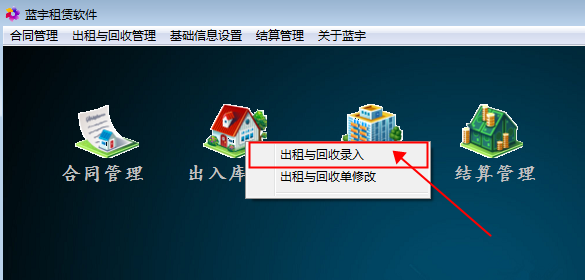 蓝宇租赁软件
合同管理 出租与回收管理 基础信息设置 结算管理 关于蓝宇
出租与回收录入
合同管理 出入库 结算管理
出租与回收单修改